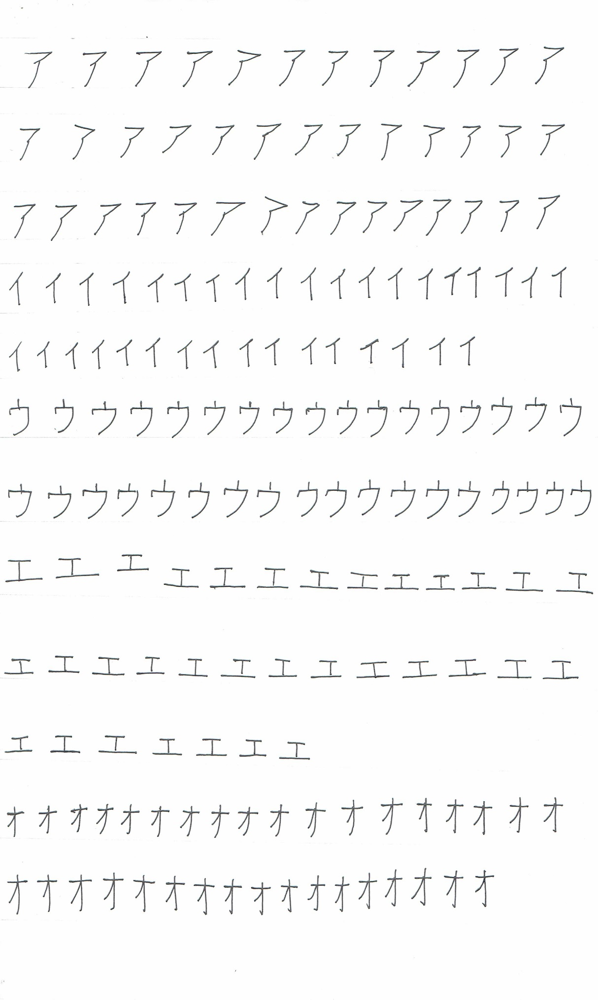 アアアアアアアアアアアア
アアアアアアアアアアアアア
アアアアアアアアアアアアアアア
イイイイイイイイイイイイイイイイイイイ
イイイイイイイイイイイイイイイイ
ウウウウウウウウウウウウウウウウウ
ウウウウウウウウウウウウウウウウウウ
エエエエエエエエエエエエエ
エエエエエエエエエエエエエ
エエエエエエエ
オオオオオオオオオオオオオオオオオオ
オオオオオオオオオオオオオオオオオ